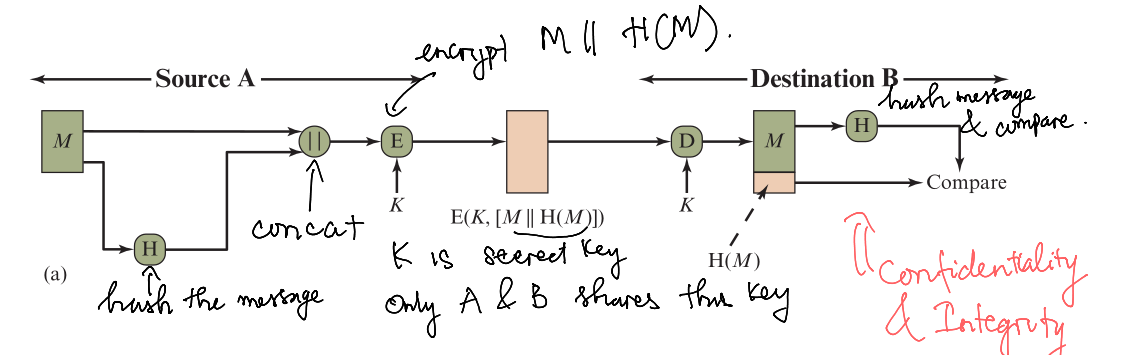 encrypt M || H(M).
Source A
Destination B
hash message
& compare.
M
||
E
D
M
H
K
K
Compare
E(K, [M || H(M)])
concat
H
H(M)
(a)
hash the message
K is secrect key
only A & B shares this key
Confidentiality
& Integrity